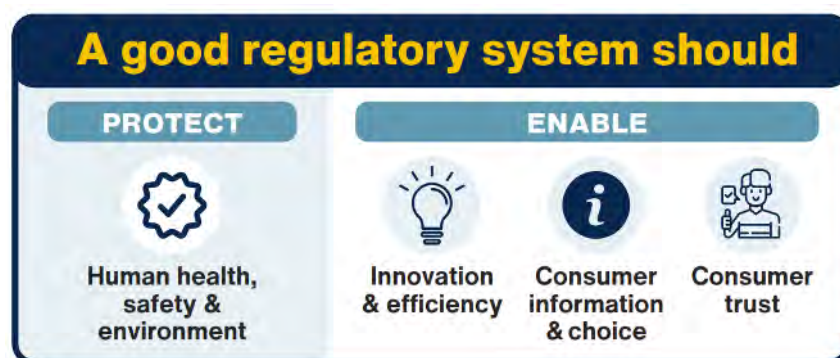 A good regulatory system should
PROTECT
Human health,
safety &
environment
ENABLE
Innovation
& efficiency
i
Consumer
information
& choice
Consumer
trust